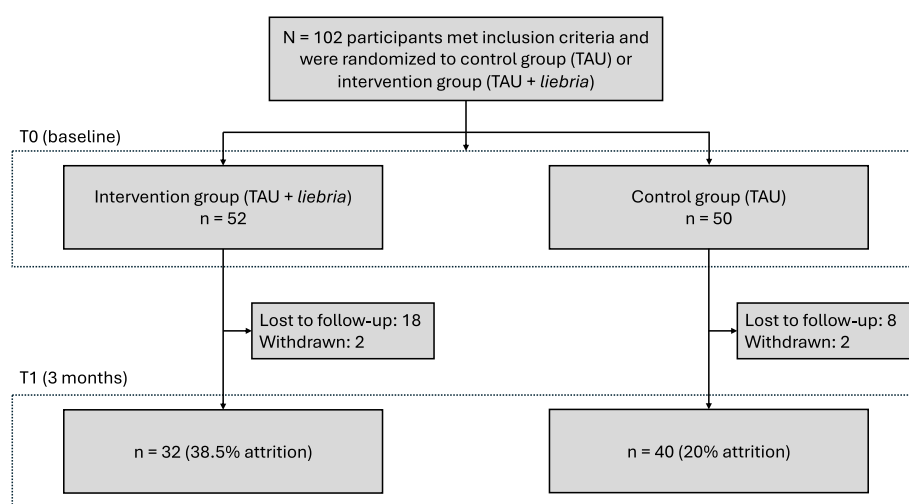 N = 102 participants met inclusion criteria and
were randomized to control group (TAU) or
intervention group (TAU + liebria)
T0 (baseline)
Intervention group (TAU + liebria)
n = 52
Control group (TAU)
n = 50
Lost to follow-up: 18
Withdrawn: 2
Lost to follow-up: 8
Withdrawn: 2
T1 (3 months)
n = 32 (38.5% attrition)
n = 40 (20% attrition)